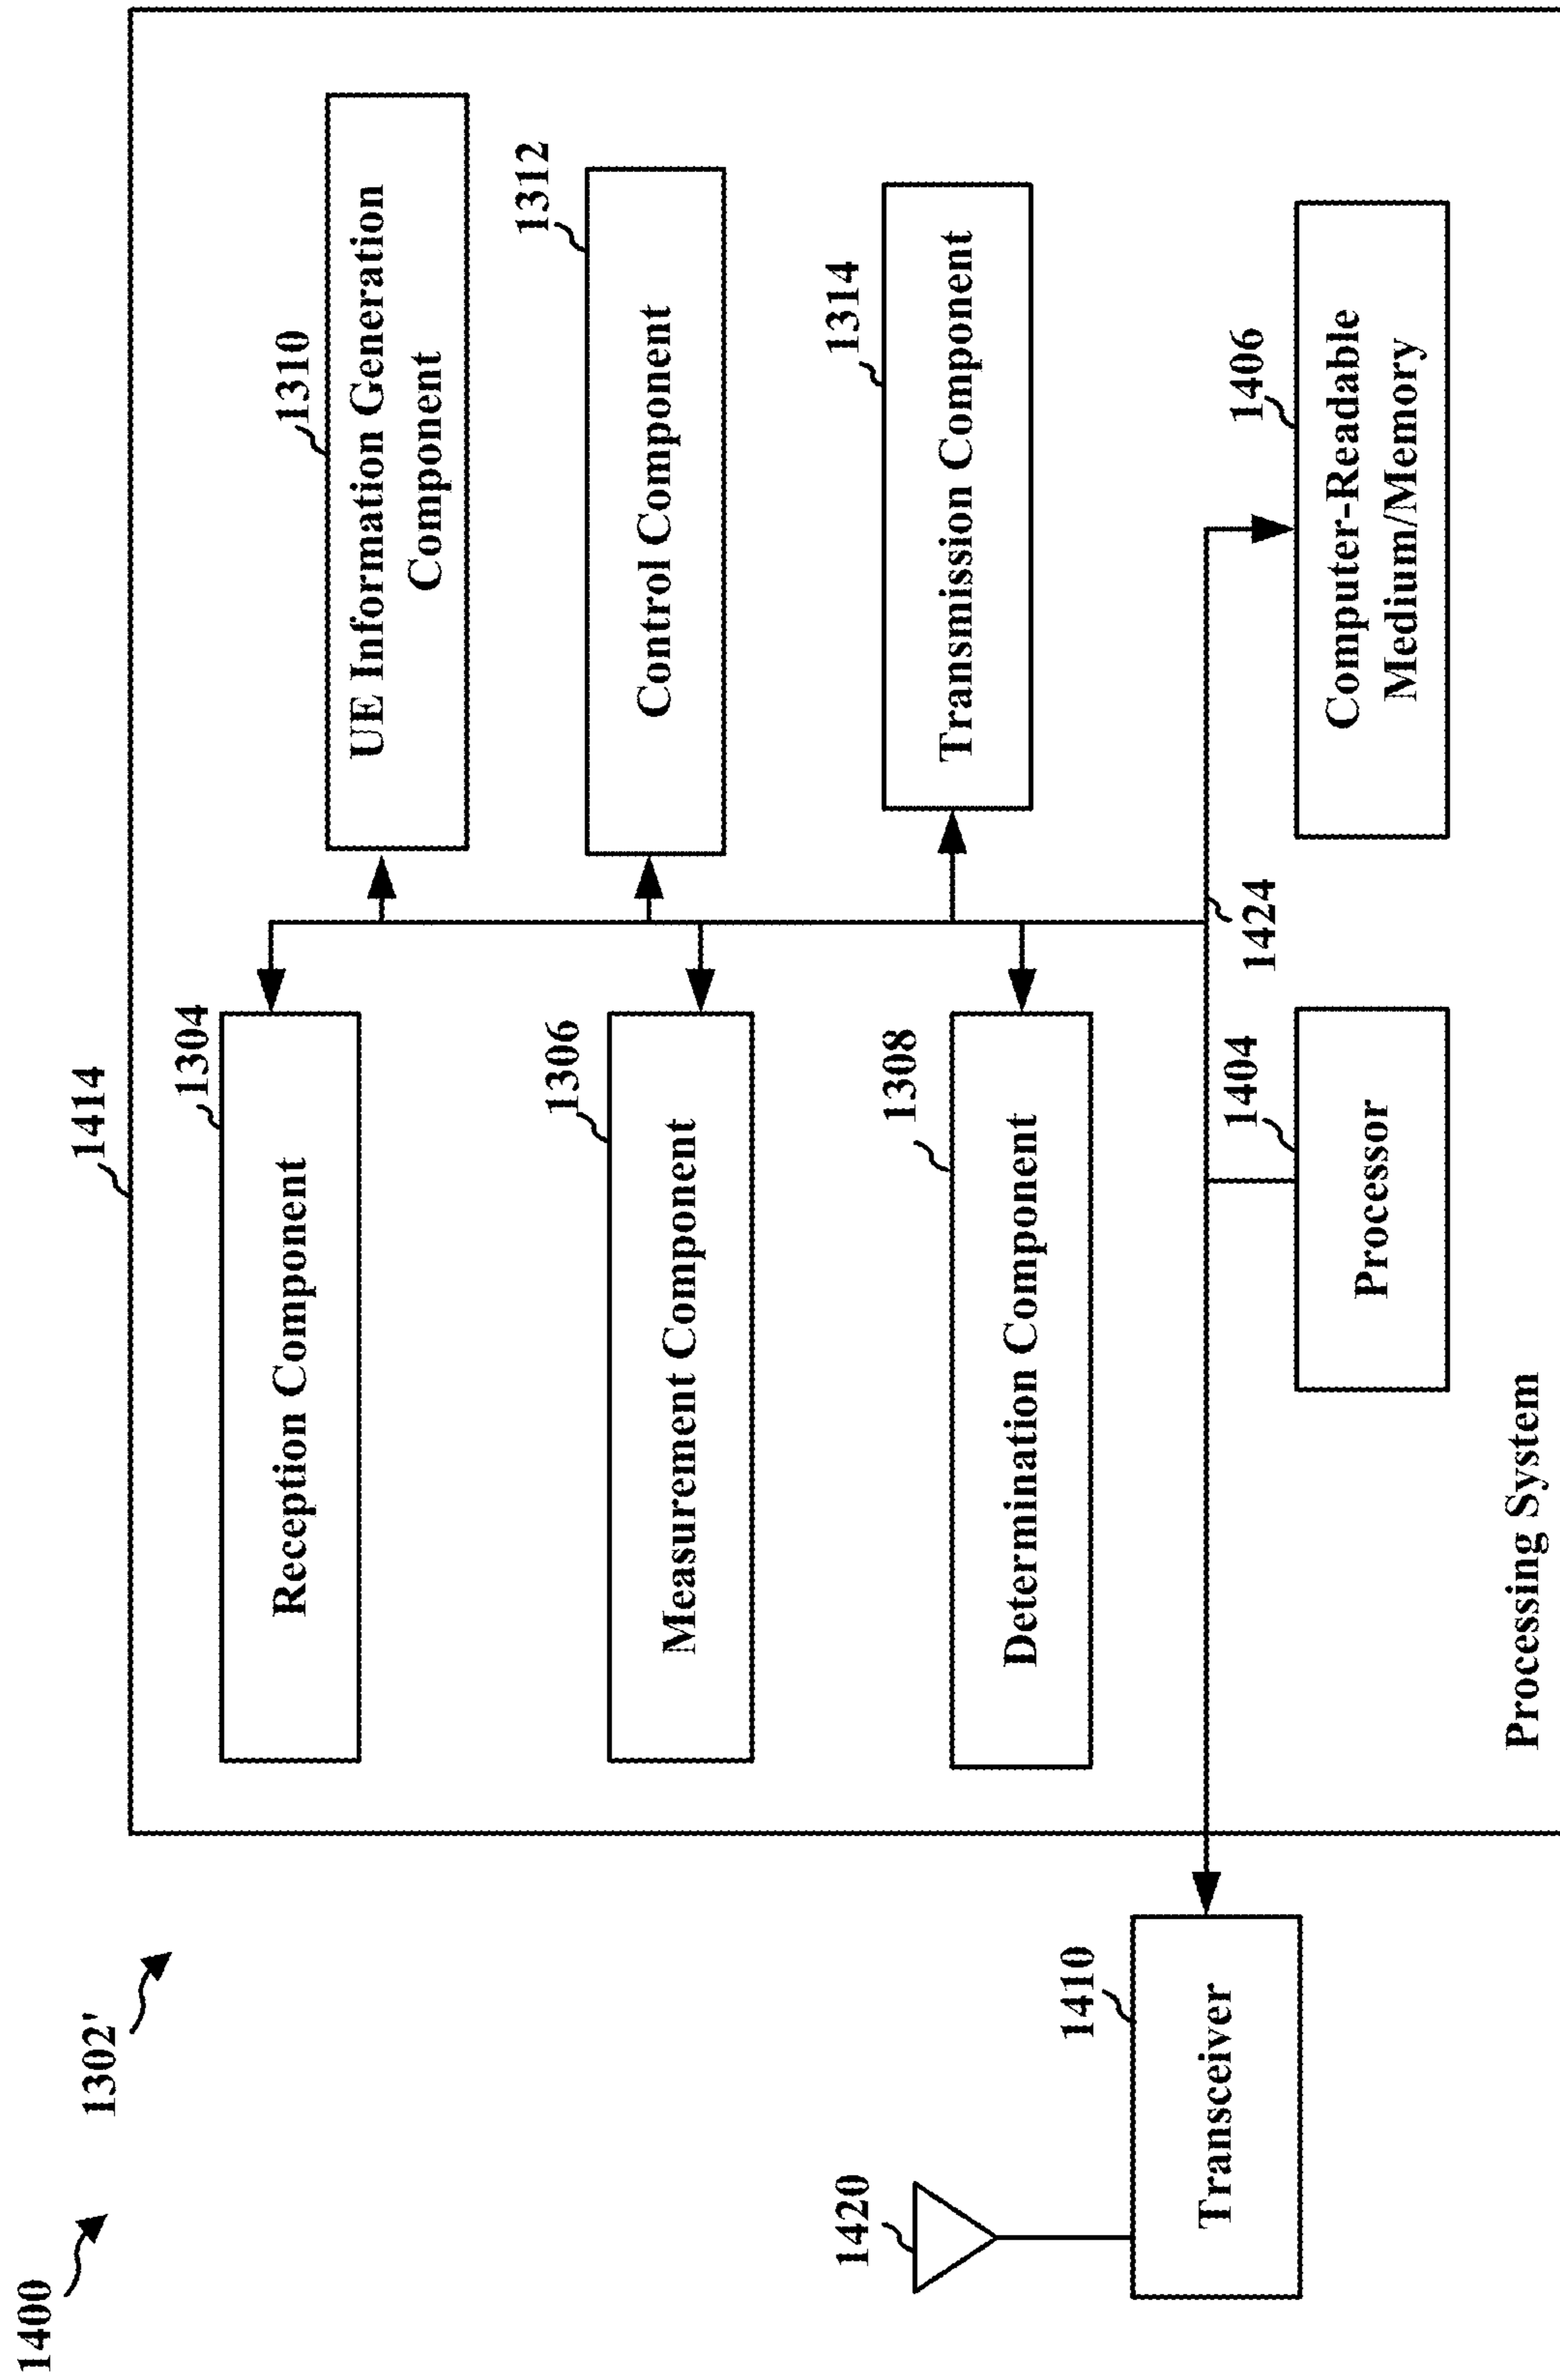 1400
1302'
1414
1304
Reception Component
1310
UE Information Generation
Component
1306
Measurement Component
1312
Control Component
1308
Determination Component
1314
Transmission Component
1420
1410
Transceiver
1424
1404
Processor
1406
Computer-Readable
Medium/Memory
Processing System